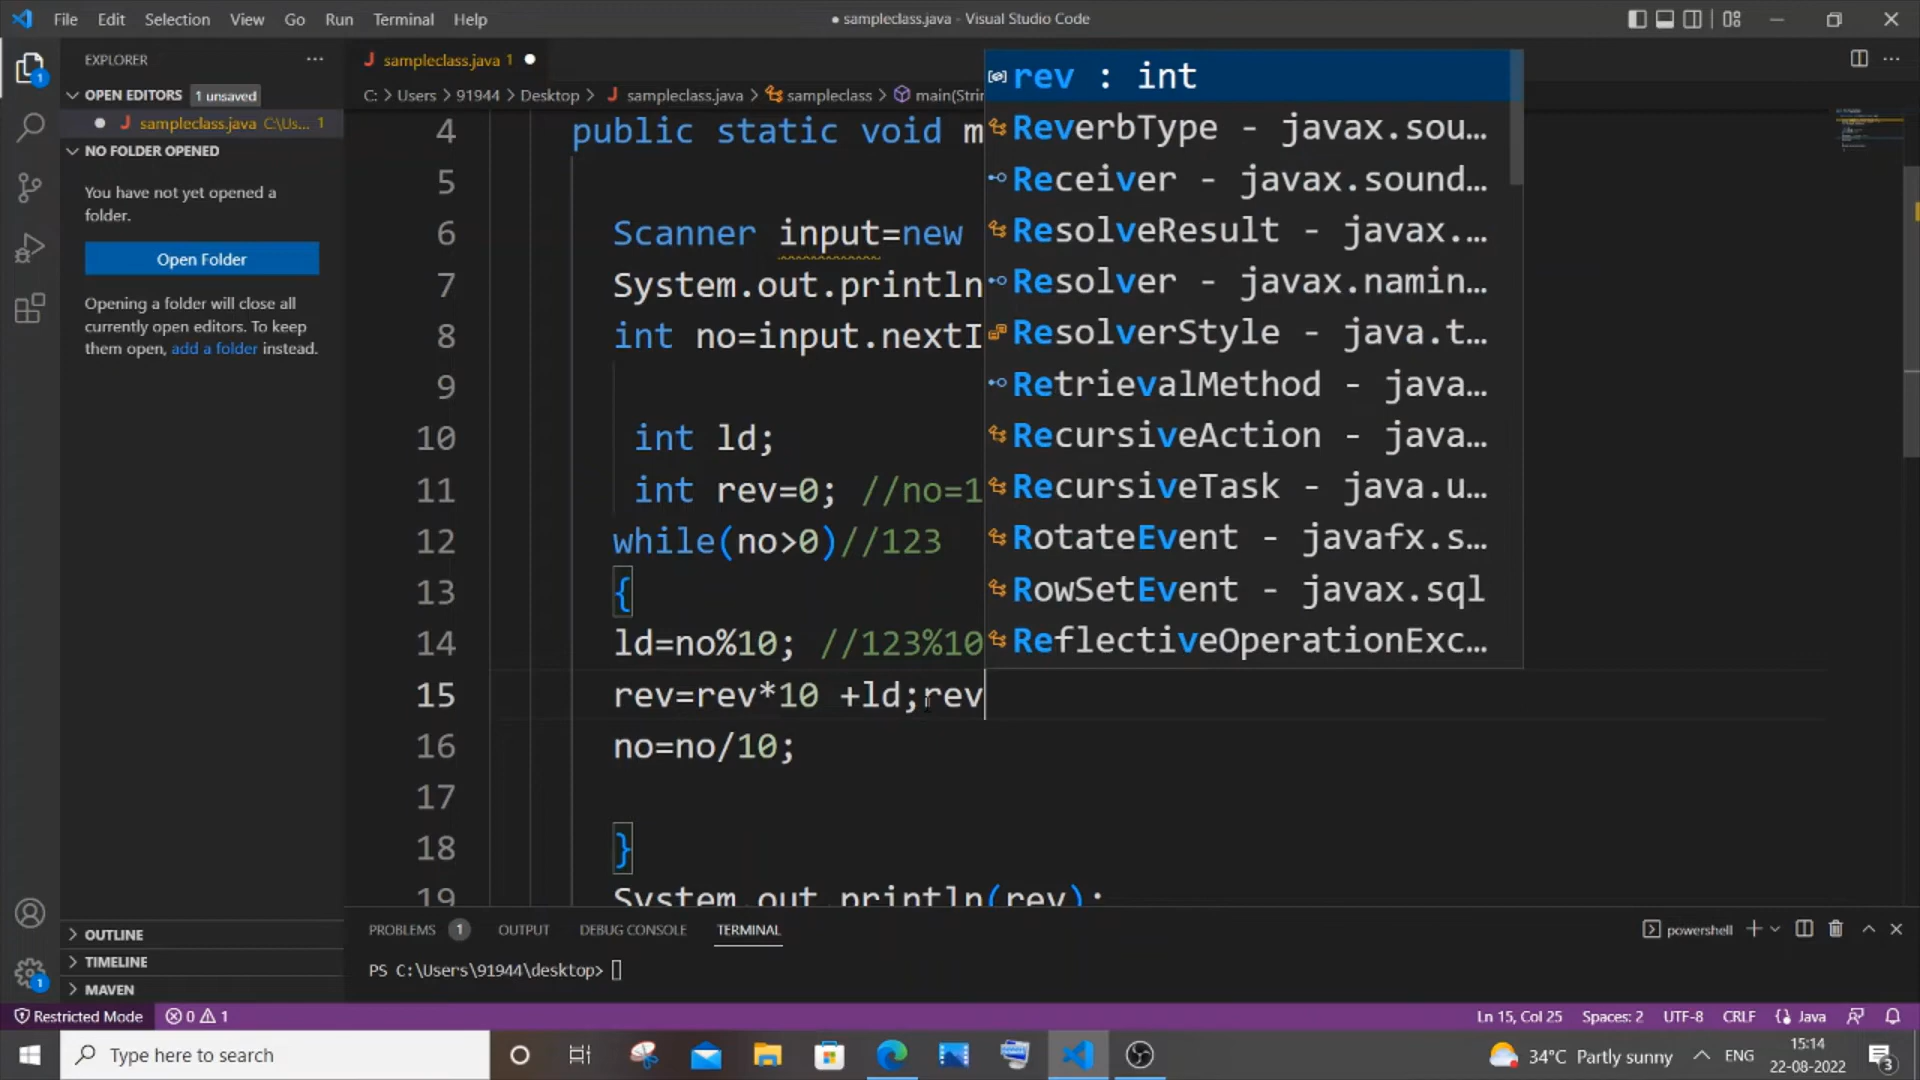 File Edit Selection View Go Run Terminal Help
● sampleclass.java - Visual Studio Code
EXPLORER
OPEN EDITORS 1 unsaved
sampleclass.java C:\Us... 1
NO FOLDER OPENED
You have not yet opened a
folder.
Open Folder
Opening a folder will close all
currently open editors. To keep
them open, add a folder instead.
OUTLINE
TIMELINE
MAVEN
sampleclass.java 1
C: > Users > 91944 > Desktop > sampleclass.java > sampleclass > main(Strin
4 public static void m
5
6 Scanner input=new
7 System.out.println
8 int no=input.nextI
9
10 int ld;
11 int rev=0; //no=1
12 while(no>0)//123
13 {
14 ld=no%10; //123%10
15 rev=rev*10 +ld;rev
16 no=no/10;
17
18 }
19 System.out.println(rev);
rev : int
ReverbType - javax.sou...
Receiver - javax.sound...
ResolveResult - javax....
Resolver - javax.namin...
ResolverStyle - java.t...
RetrievalMethod - java...
RecursiveAction - java...
RecursiveTask - java.u...
RotateEvent - javafx.s...
RowSetEvent - javax.sql
ReflectiveOperationExc...
PROBLEMS 1 OUTPUT DEBUG CONSOLE TERMINAL
powershell
PS C:\Users\91944\desktop>
Restricted Mode 0 1
Ln 15, Col 25 Spaces: 2 UTF-8 CRLF Java
Type here to search
34°C Partly sunny ENG
15:14
22-08-2022
3